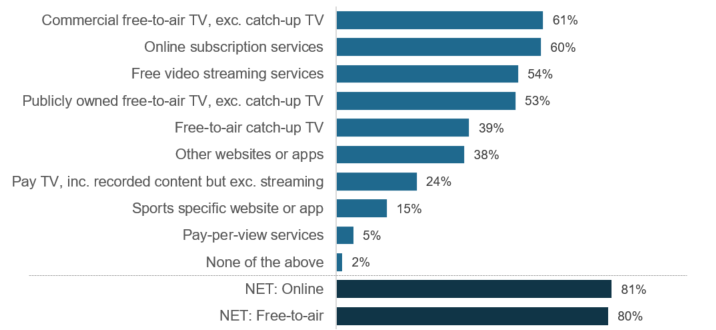 Commercial free-to-air TV, exc. catch-up TV 61%
Online subscription services 60%
Free video streaming services 54%
Publicly owned free-to-air TV, exc. catch-up TV 53%
Free-to-air catch-up TV 39%
Other websites or apps 38%
Pay TV, inc. recorded content but exc. streaming 24%
Sports specific website or app 15%
Pay-per-view services 5%
None of the above 2%
NET: Online 81%
NET: Free-to-air 80%